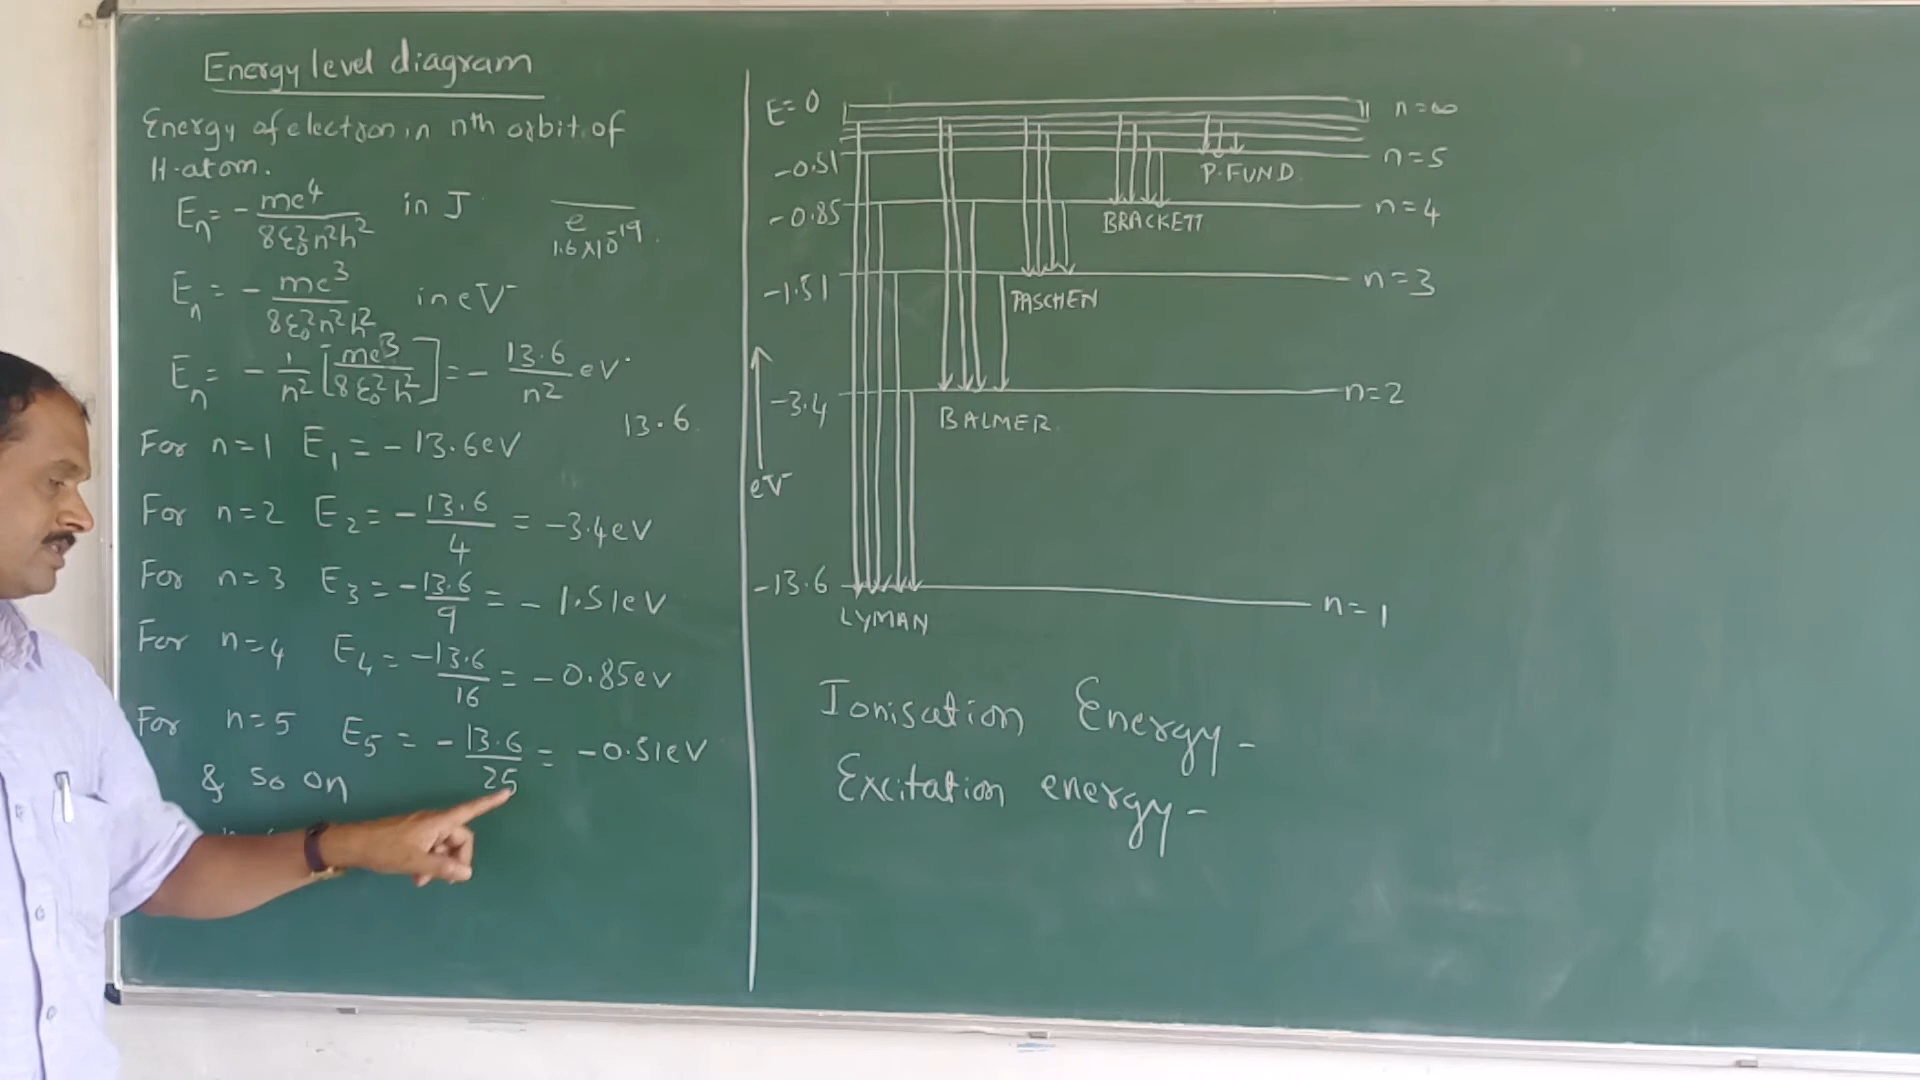 Energy level diagram
Energy of electron in nth orbit of
H-atom.
En = - me⁴ / 8ε₀²n²h² in J
e
1.6×10⁻¹⁹.
En = - me³ / 8ε₀²n²h² in eV
En = - 1/n² [me³ / 8ε₀²h²] = - 13.6 / n² eV
13.6
For n=1 E₁ = -13.6eV
For n=2 E₂ = -13.6 / 4 = -3.4eV
For n=3 E₃ = -13.6 / 9 = -1.51eV
For n=4 E₄ = -13.6 / 16 = -0.85eV
For n=5 E₅ = -13.6 / 25 = -0.51eV
& so on
E=0 n=∞
-0.51 n=5
P.FUND.
-0.85 n=4
BRACKETT
-1.51 n=3
PASCHEN
-3.4 n=2
BALMER.
eV
-13.6 n=1
LYMAN
Ionisation Energy-
Excitation energy-